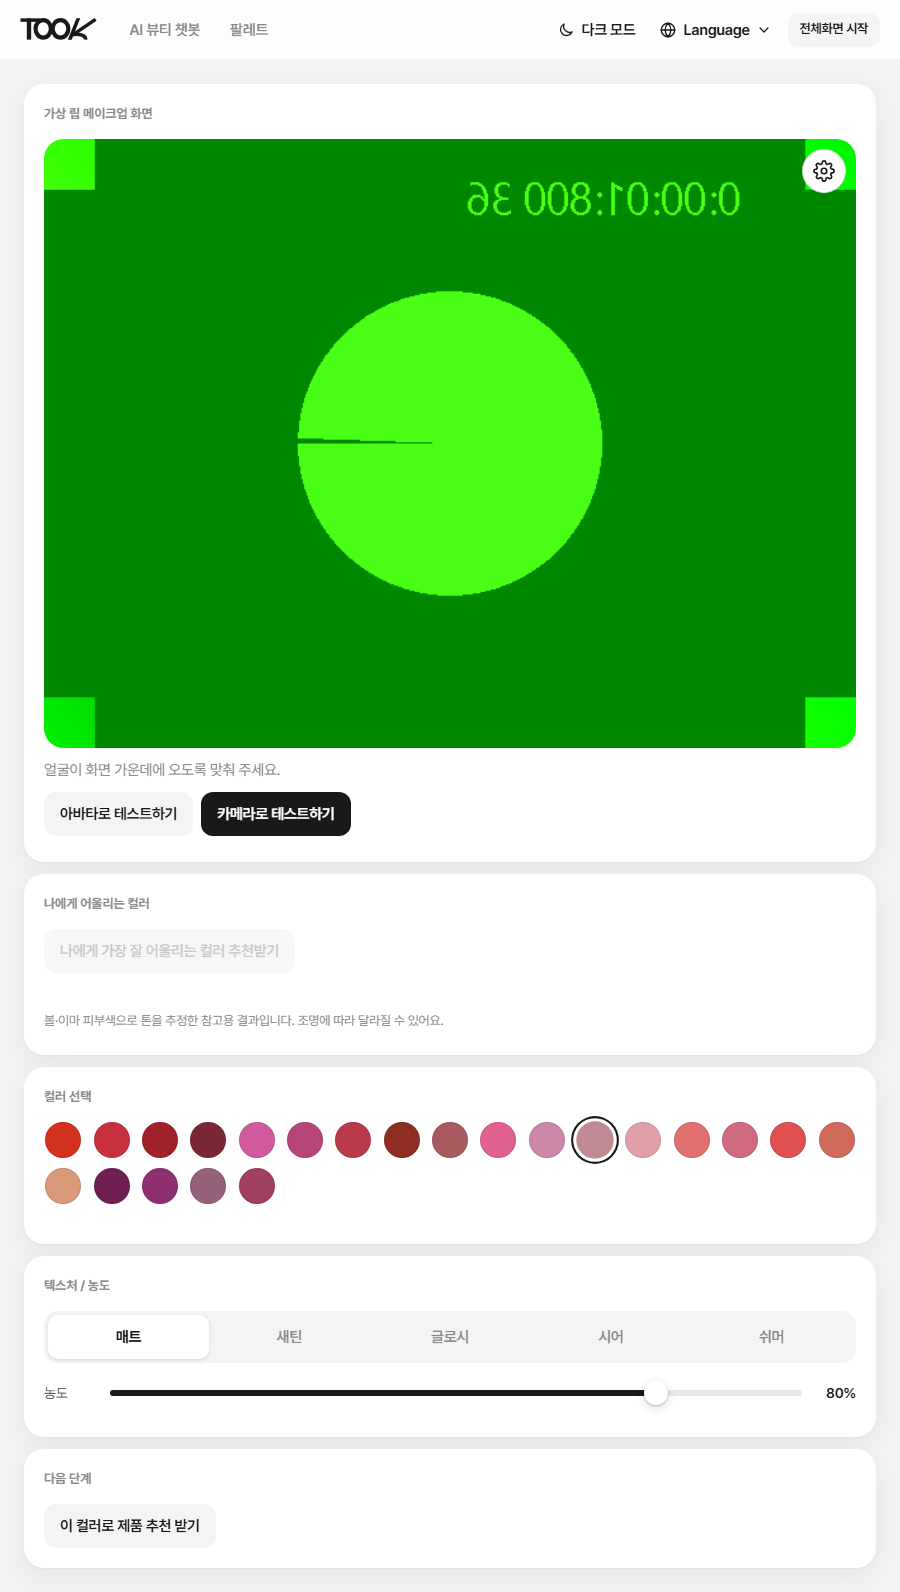 TOOK AI 뷰티 챗봇 팔레트 다크 모드 Language 전체화면 시작
가상 립 메이크업 화면
0:00:01:800 36
얼굴이 화면 가운데에 오도록 맞춰 주세요.
아바타로 테스트하기 카메라로 테스트하기
나에게 어울리는 컬러
나에게 가장 잘 어울리는 컬러 추천받기
볼·이마 피부색으로 톤을 추정한 참고용 결과입니다. 조명에 따라 달라질 수 있어요.
컬러 선택
텍스처 / 농도
매트 새틴 글로시 시어 쉬머
농도 80%
다음 단계
이 컬러로 제품 추천 받기